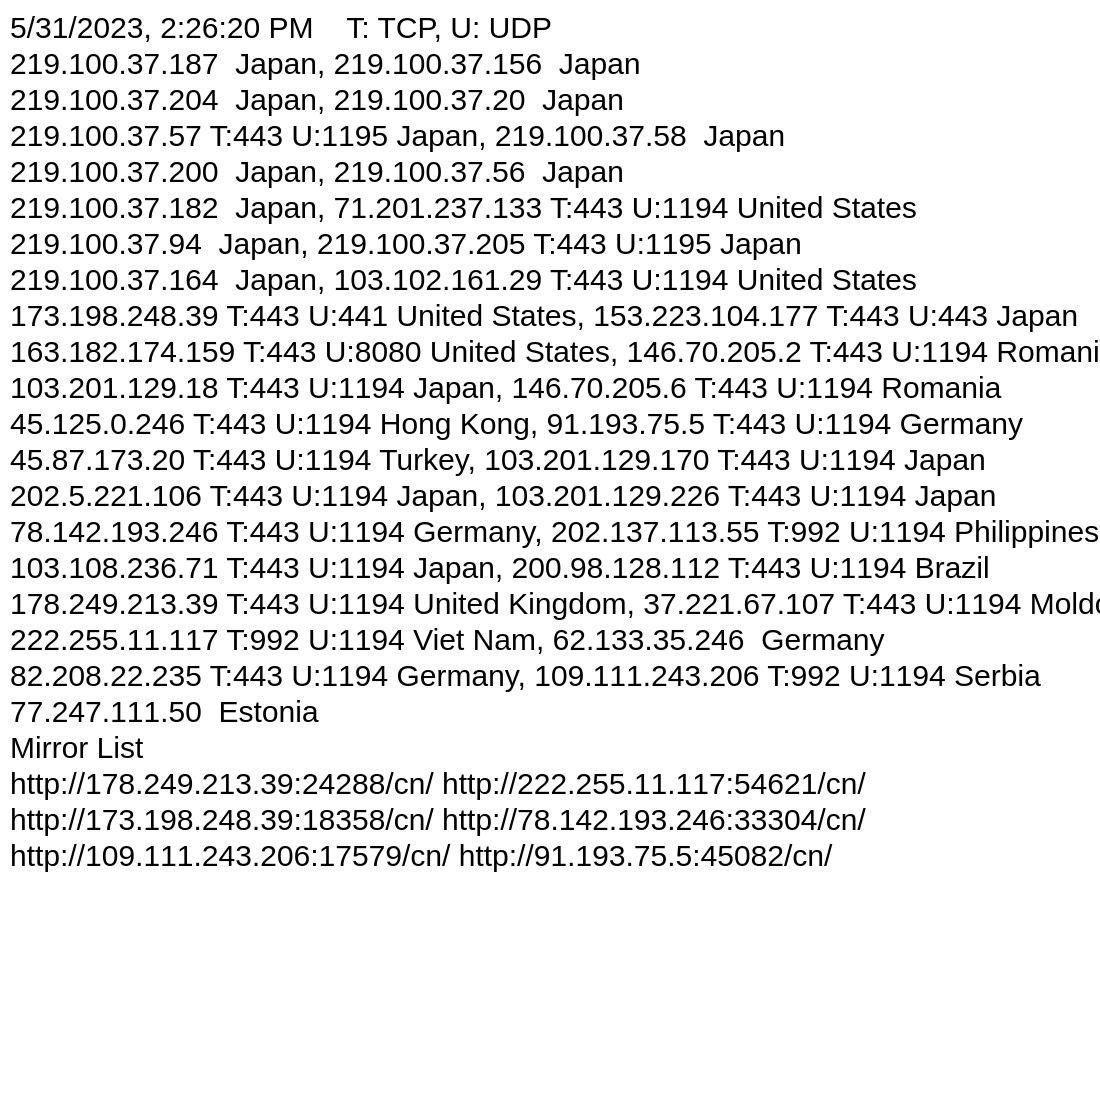 5/31/2023, 2:26:20 PM    T: TCP, U: UDP
219.100.37.187  Japan, 219.100.37.156  Japan
219.100.37.204  Japan, 219.100.37.20  Japan
219.100.37.57 T:443 U:1195 Japan, 219.100.37.58  Japan
219.100.37.200  Japan, 219.100.37.56  Japan
219.100.37.182  Japan, 71.201.237.133 T:443 U:1194 United States
219.100.37.94  Japan, 219.100.37.205 T:443 U:1195 Japan
219.100.37.164  Japan, 103.102.161.29 T:443 U:1194 United States
173.198.248.39 T:443 U:441 United States, 153.223.104.177 T:443 U:443 Japan
163.182.174.159 T:443 U:8080 United States, 146.70.205.2 T:443 U:1194 Romani
103.201.129.18 T:443 U:1194 Japan, 146.70.205.6 T:443 U:1194 Romania
45.125.0.246 T:443 U:1194 Hong Kong, 91.193.75.5 T:443 U:1194 Germany
45.87.173.20 T:443 U:1194 Turkey, 103.201.129.170 T:443 U:1194 Japan
202.5.221.106 T:443 U:1194 Japan, 103.201.129.226 T:443 U:1194 Japan
78.142.193.246 T:443 U:1194 Germany, 202.137.113.55 T:992 U:1194 Philippines
103.108.236.71 T:443 U:1194 Japan, 200.98.128.112 T:443 U:1194 Brazil
178.249.213.39 T:443 U:1194 United Kingdom, 37.221.67.107 T:443 U:1194 Moldo
222.255.11.117 T:992 U:1194 Viet Nam, 62.133.35.246  Germany
82.208.22.235 T:443 U:1194 Germany, 109.111.243.206 T:992 U:1194 Serbia
77.247.111.50  Estonia
Mirror List
http://178.249.213.39:24288/cn/ http://222.255.11.117:54621/cn/
http://173.198.248.39:18358/cn/ http://78.142.193.246:33304/cn/
http://109.111.243.206:17579/cn/ http://91.193.75.5:45082/cn/